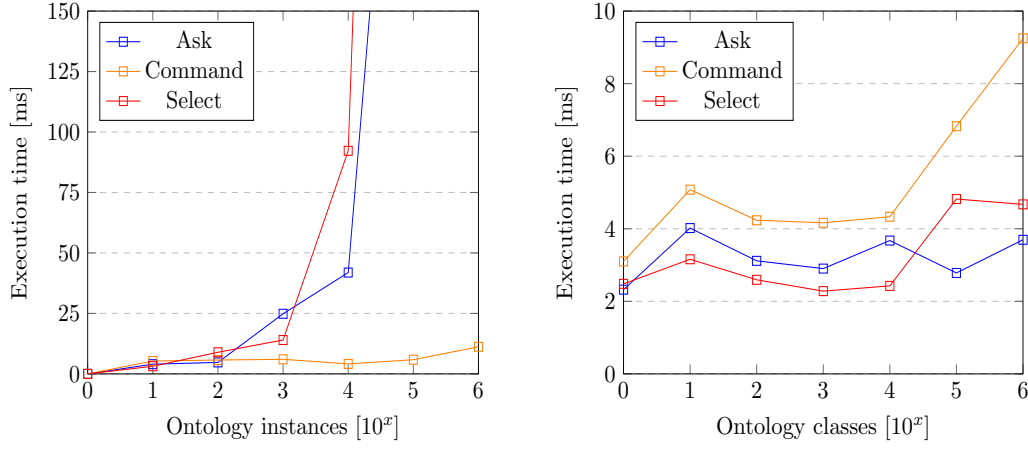 150
125
100
75
50
25
0
0 1 2 3 4 5 6
Execution time [ms]
Ontology instances [10^x]
Ask
Command
Select
10
8
6
4
2
0
0 1 2 3 4 5 6
Execution time [ms]
Ontology classes [10^x]
Ask
Command
Select